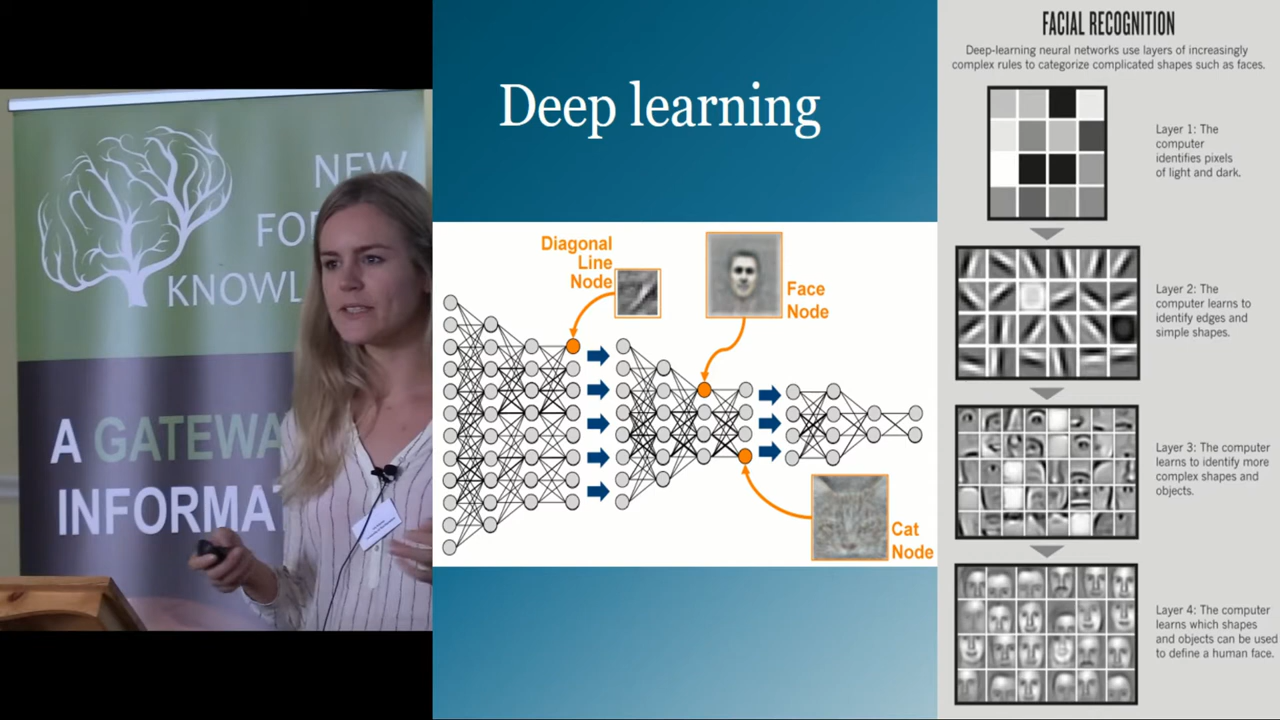 NEW
FOR
KNOWL
A GATEWA
INFORMAT
Deep learning
Diagonal
Line
Node
Face
Node
Cat
Node
FACIAL RECOGNITION
Deep-learning neural networks use layers of increasingly
complex rules to categorize complicated shapes such as faces.
Layer 1: The
computer
identifies pixels
of light and dark.
Layer 2: The
computer learns to
identify edges and
simple shapes.
Layer 3: The computer
learns to identify more
complex shapes and
objects.
Layer 4: The computer
learns which shapes
and objects can be used
to define a human face.